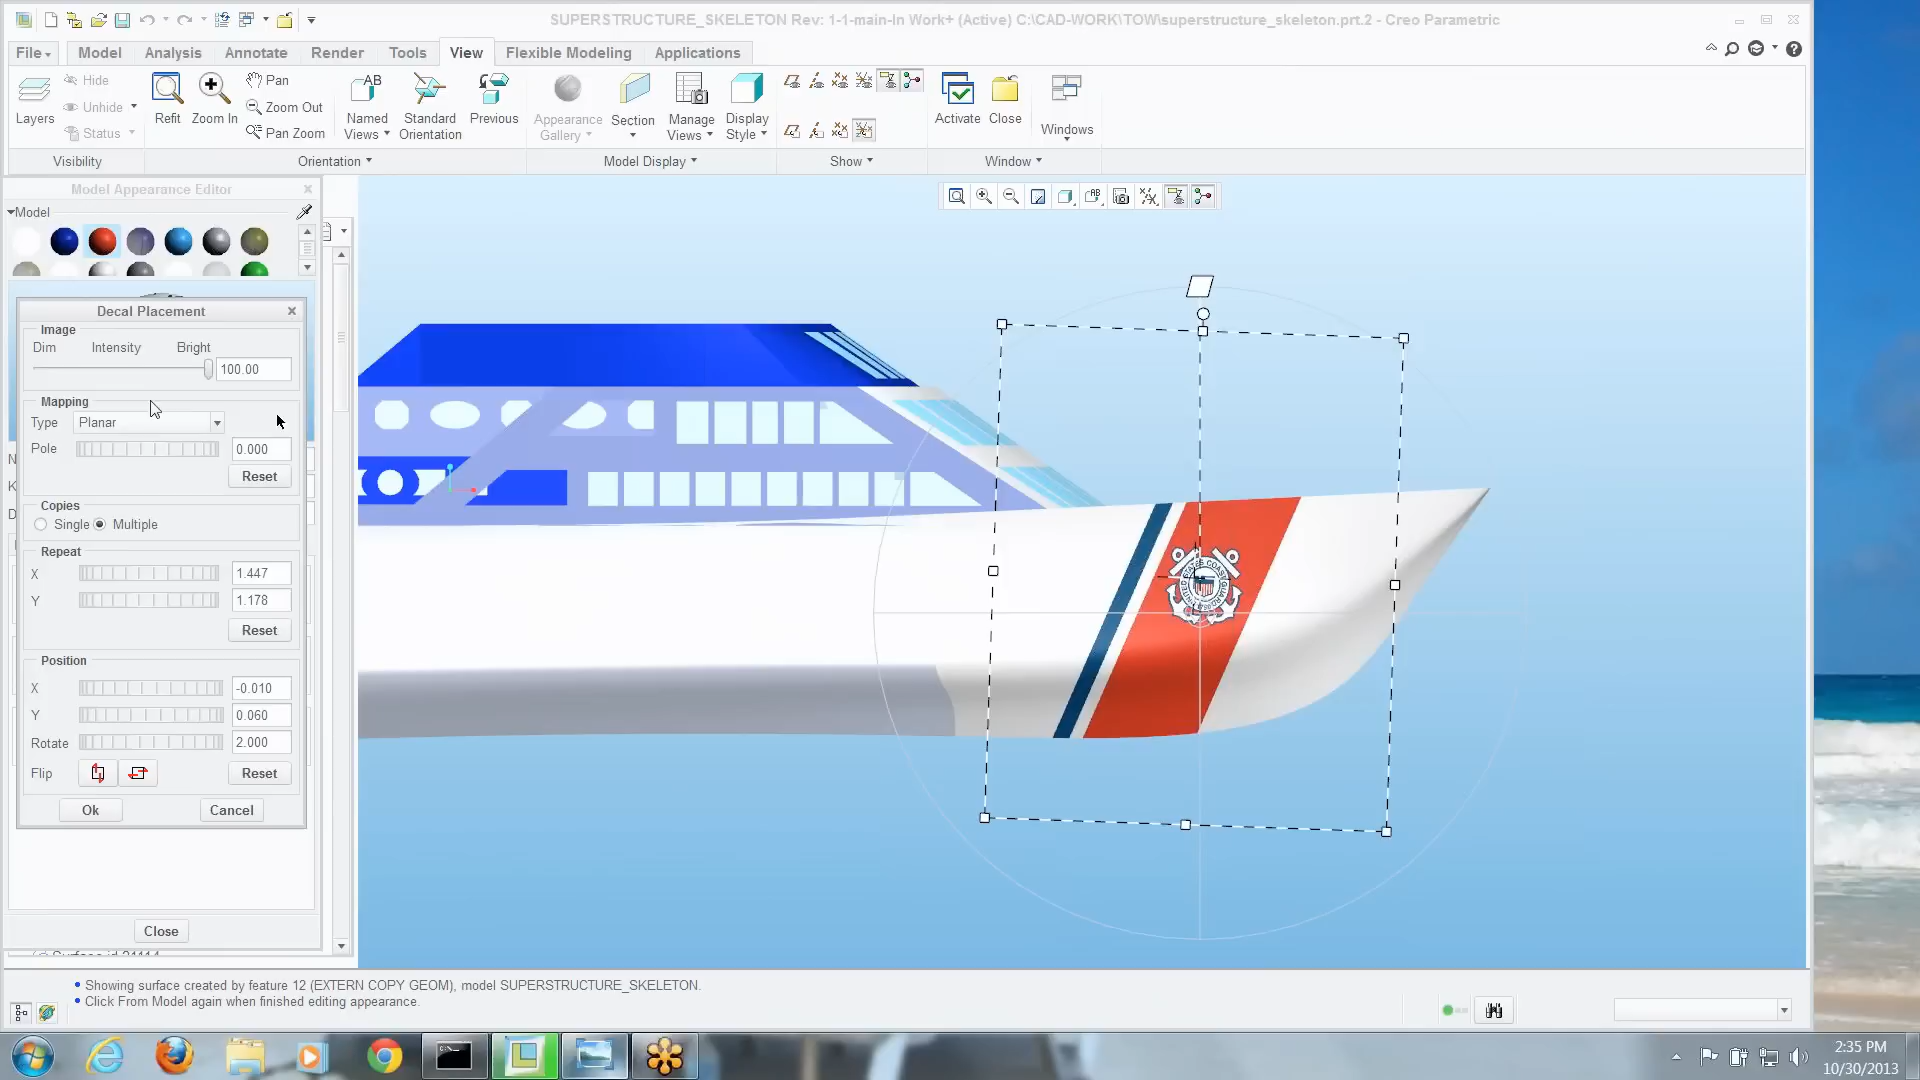 SUPERSTRUCTURE_SKELETON Rev: 1-1-main-In Work+ (Active) C:\CAD-WORK\TOW\superstructure_skeleton.prt.2 - Creo Parametric
File Model Analysis Annotate Render Tools View Flexible Modeling Applications
Layers
Hide
Unhide
Status
Refit
Zoom In
Pan
Zoom Out
Pan Zoom
AB
Named
Views
Standard
Orientation
Previous
Appearance
Gallery
Section
Manage
Views
Display
Style
Activate
Close
Windows
Visibility Orientation Model Display Show Window
Model Appearance Editor
Model
Decal Placement
Image
Dim Intensity Bright
100.00
Mapping
Type Planar
Pole 0.000
Reset
Copies
Single Multiple
Repeat
X 1.447
Y 1.178
Reset
Position
X -0.010
Y 0.060
Rotate 2.000
Flip Reset
Ok Cancel
N
K
D
Close
UNITED STATES COAST GUARD
Showing surface created by feature 12 (EXTERN COPY GEOM), model SUPERSTRUCTURE_SKELETON.
Click From Model again when finished editing appearance.
2:35 PM
10/30/2013